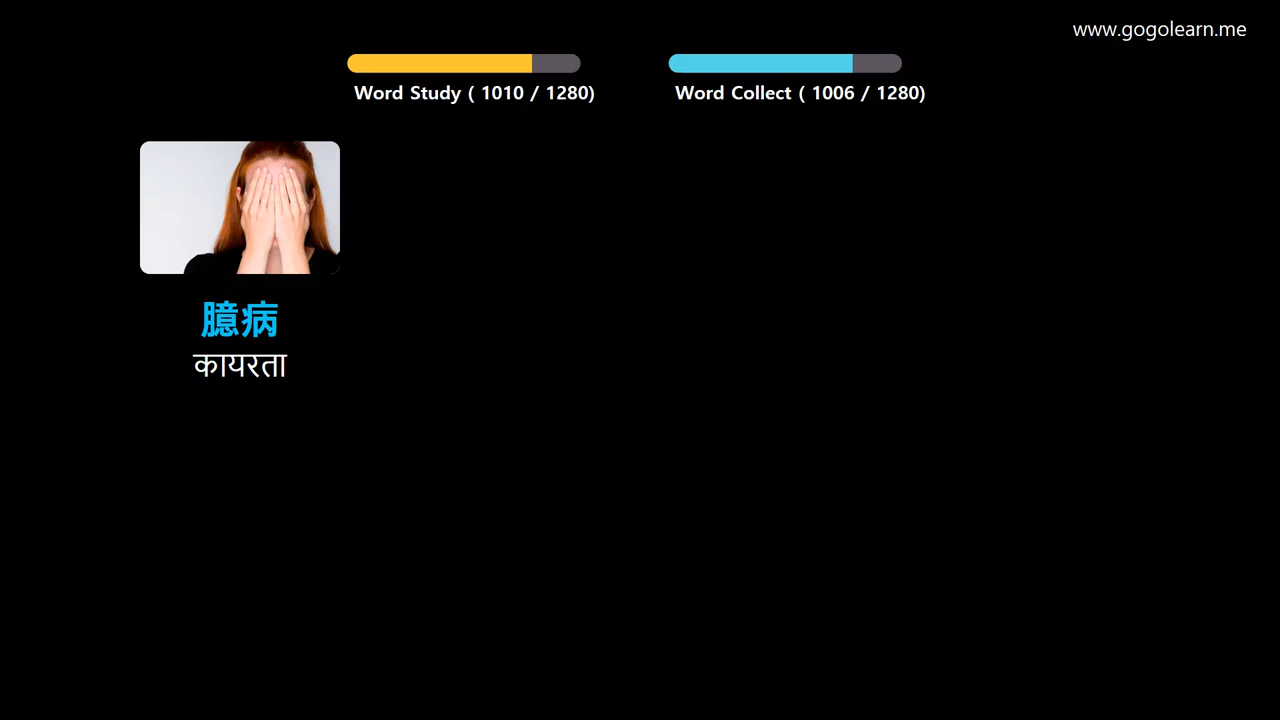 www.gogolearn.me
Word Study ( 1010 / 1280)
Word Collect ( 1006 / 1280)
臆病
कायरता